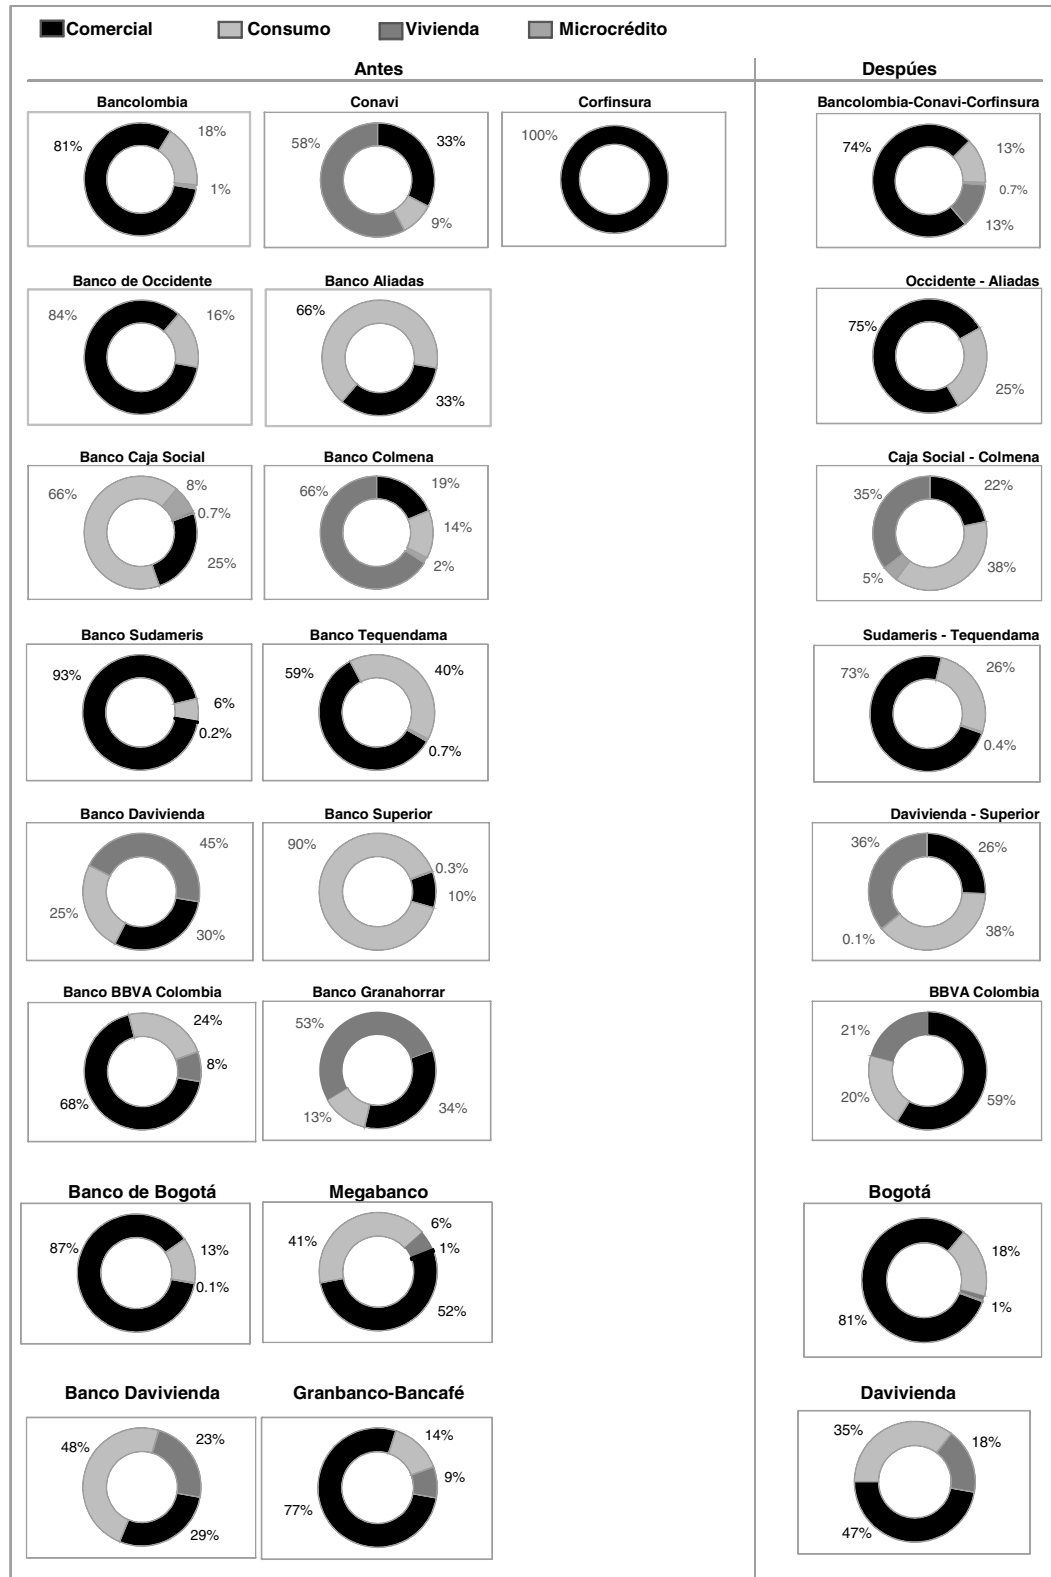 Comercial Consumo Vivienda Microcrédito
Antes Despúes
Bancolombia Conavi Corfinsura Bancolombia-Conavi-Corfinsura
81% 18% 1% 58% 33% 9% 100% 74% 13% 0.7% 13%
Banco de Occidente Banco Aliadas Occidente - Aliadas
84% 16% 66% 33% 75% 25%
Banco Caja Social Banco Colmena Caja Social - Colmena
66% 8% 0.7% 25% 66% 19% 14% 2% 35% 22% 5% 38%
Banco Sudameris Banco Tequendama Sudameris - Tequendama
93% 6% 0.2% 59% 40% 0.7% 73% 26% 0.4%
Banco Davivienda Banco Superior Davivienda - Superior
45% 25% 30% 90% 0.3% 10% 36% 26% 0.1% 38%
Banco BBVA Colombia Banco Granahorrar BBVA Colombia
24% 8% 68% 53% 13% 34% 21% 20% 59%
Banco de Bogotá Megabanco Bogotá
87% 13% 0.1% 41% 6% 1% 52% 18% 1% 81%
Banco Davivienda Granbanco-Bancafé Davivienda
48% 23% 29% 14% 9% 77% 35% 18% 47%